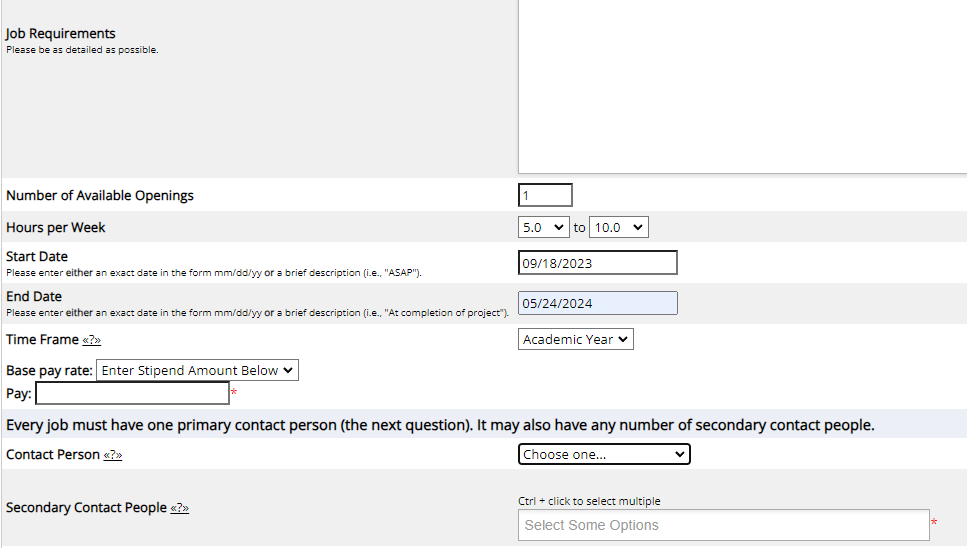 Job Requirements
Please be as detailed as possible.
Number of Available Openings 1
Hours per Week 5.0 to 10.0
Start Date
Please enter either an exact date in the form mm/dd/yy or a brief description (i.e., "ASAP"). 09/18/2023
End Date
Please enter either an exact date in the form mm/dd/yy or a brief description (i.e., "At completion of project"). 05/24/2024
Time Frame «?» Academic Year
Base pay rate: Enter Stipend Amount Below
Pay: *
Every job must have one primary contact person (the next question). It may also have any number of secondary contact people.
Contact Person «?» Choose one...
Ctrl + click to select multiple
Secondary Contact People «?»
Select Some Options *